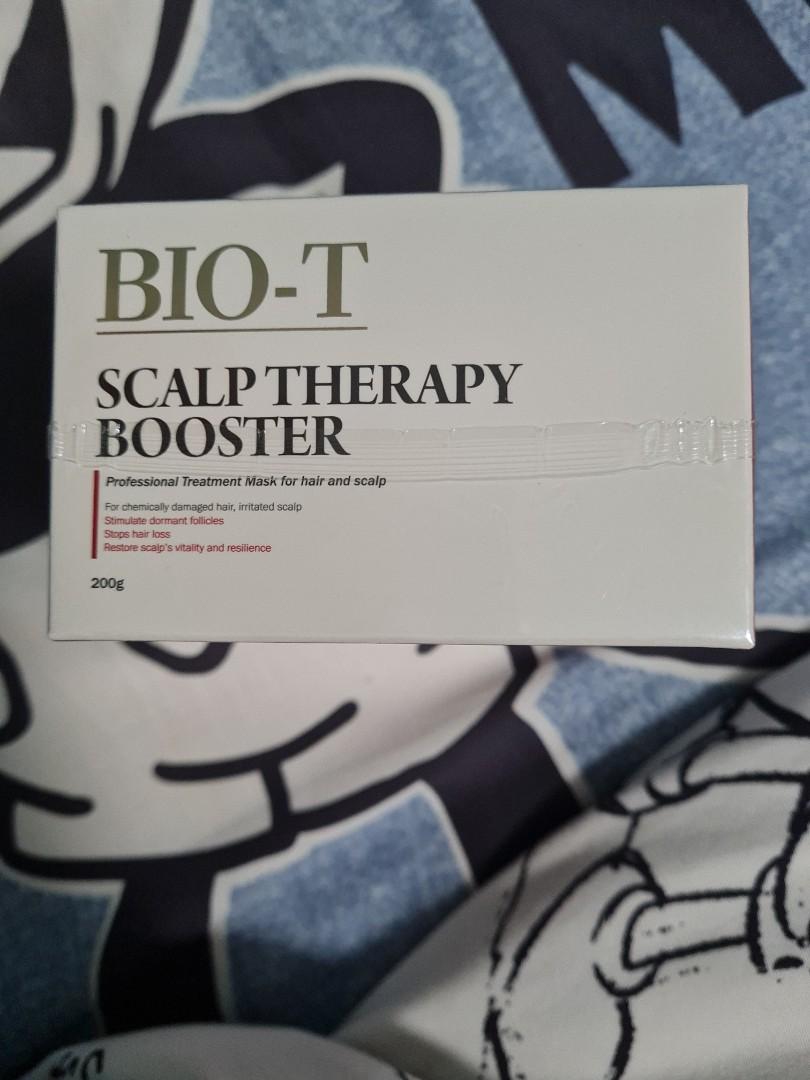 BIO-T
SCALP THERAPY
BOOSTER
Professional Treatment Mask for hair and scalp
For chemically damaged hair, irritated scalp
Stimulate dormant follicles
Stops hair loss
Restore scalp's vitality and resilience
200g